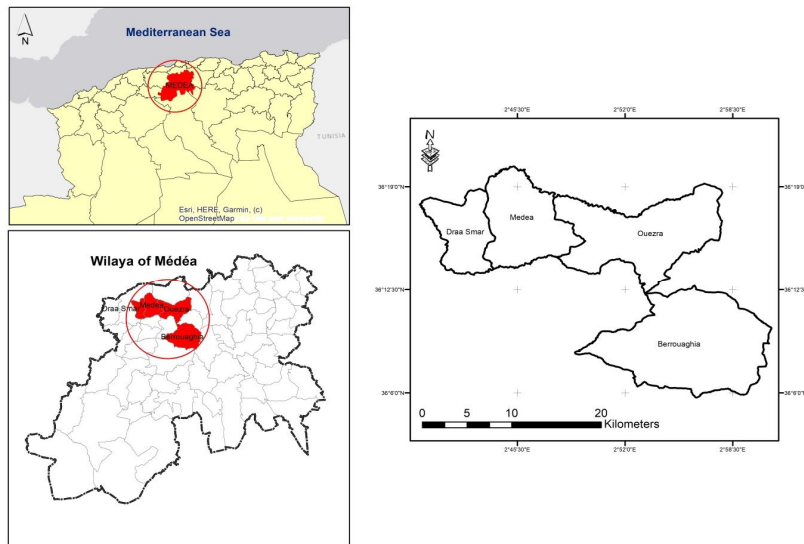 N
Mediterranean Sea
MEDEA
TUNISIA
Esri, HERE, Garmin, (c)
OpenStreetMap
Wilaya of Médéa
Draa Smar
Medea
Ouezra
Berrouaghia
2°45'30"E
2°52'0"E
2°58'30"E
N
36°19'0"N
36°19'0"N
Draa Smar
Medea
Ouezra
36°12'30"N
36°12'30"N
Berrouaghia
36°6'0"N
36°6'0"N
0 5 10 20
Kilometers
2°45'30"E
2°52'0"E
2°58'30"E